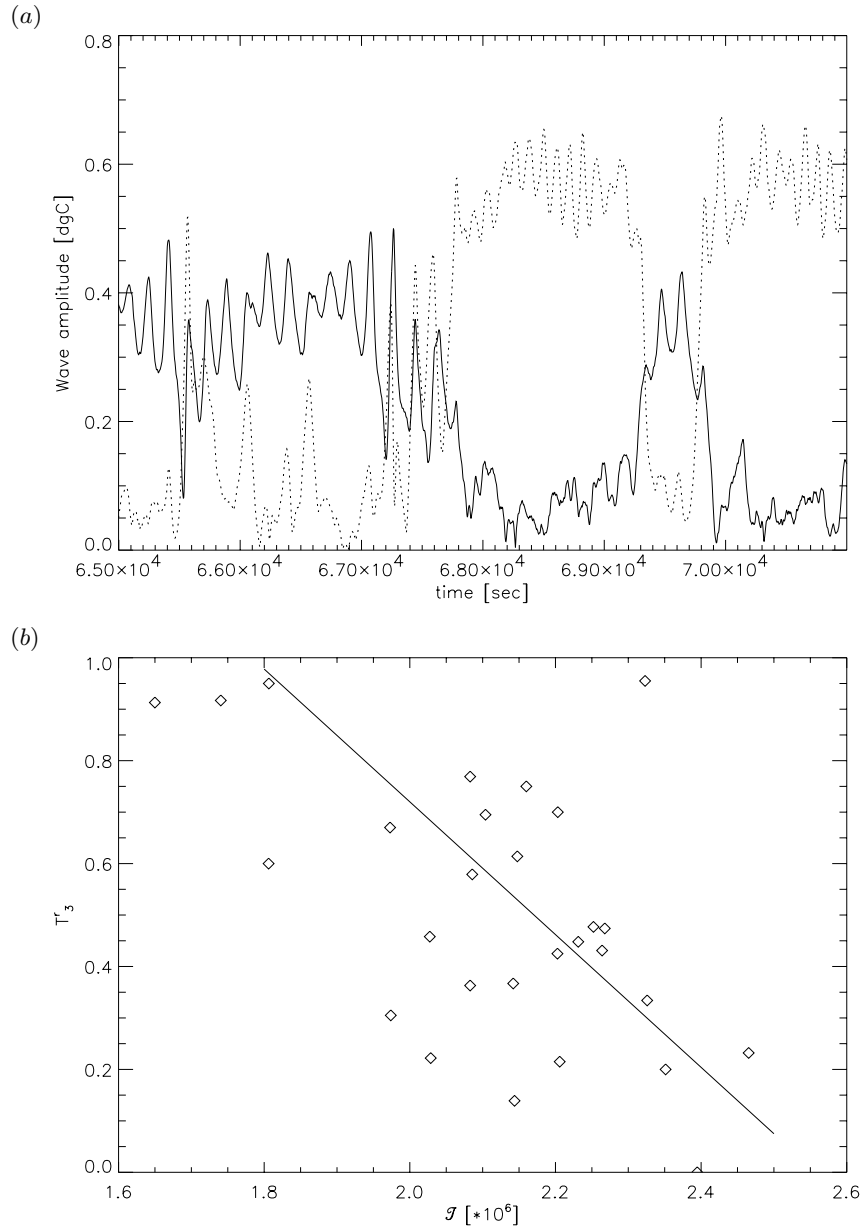 (a)
0.8
0.6
0.4
0.2
0.0
Wave amplitude [dgC]
6.50×10⁴ 6.60×10⁴ 6.70×10⁴ 6.80×10⁴ 6.90×10⁴ 7.00×10⁴
time [sec]
(b)
1.0
0.8
0.6
0.4
0.2
0.0
Tʳ₃
1.6 1.8 2.0 2.2 2.4 2.6
𝒯 [*10⁶]